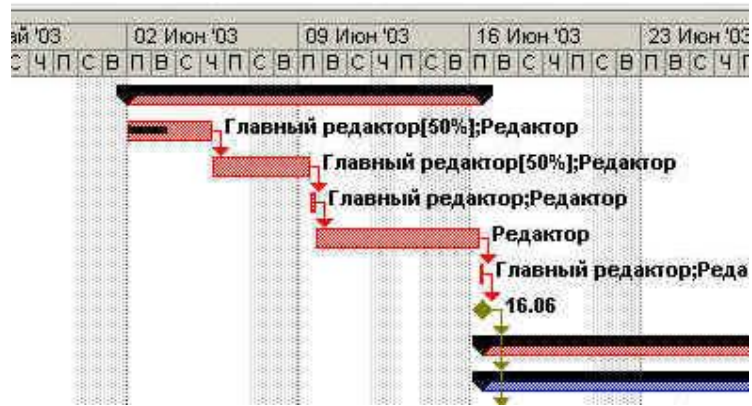 ай '03 02 Июн '03 09 Июн '03 16 Июн '03 23 Июн '03
С Ч П С В П В С Ч П С В П В С Ч П С В П В С Ч П С В П В С Ч П
Главный редактор[50%];Редактор
Главный редактор[50%];Редактор
Главный редактор;Редактор
Редактор
Главный редактор;Реда
16.06